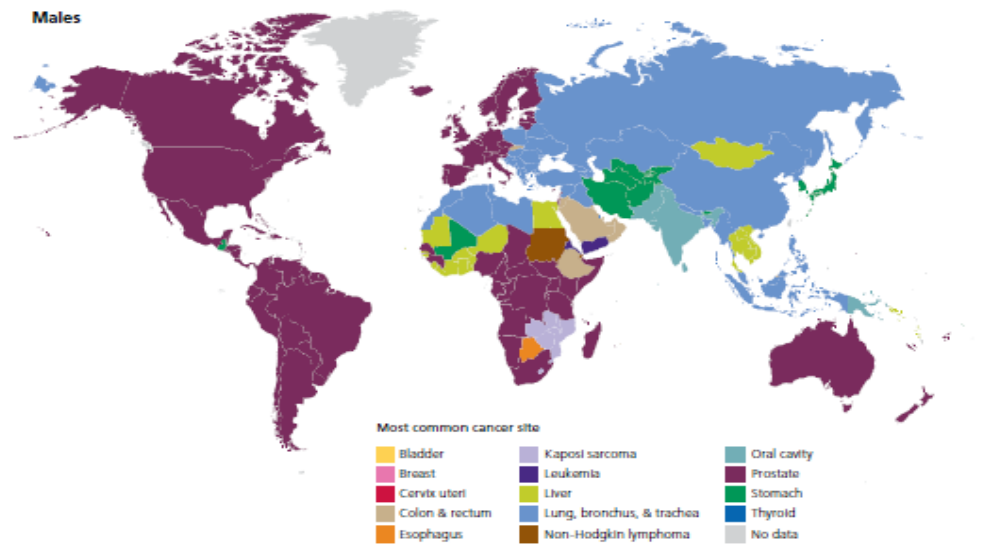 Males
Most common cancer site
Bladder
Breast
Cervix uteri
Colon & rectum
Esophagus
Kaposi sarcoma
Leukemia
Liver
Lung, bronchus, & trachea
Non-Hodgkin lymphoma
Oral cavity
Prostate
Stomach
Thyroid
No data